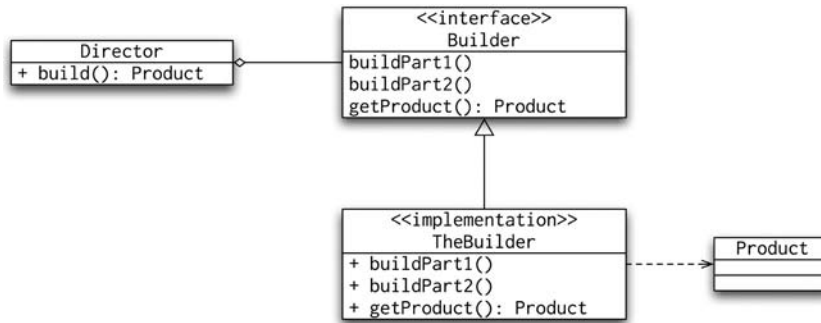 <<interface>>
Builder
buildPart1()
buildPart2()
getProduct(): Product
Director
+ build(): Product
<<implementation>>
TheBuilder
+ buildPart1()
+ buildPart2()
+ getProduct(): Product
Product